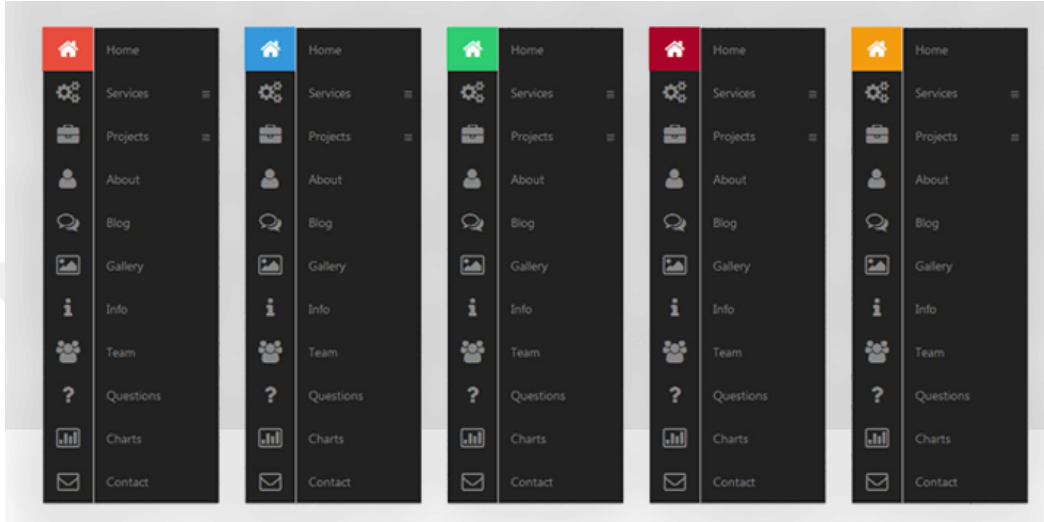 Home
Services
Projects
About
Blog
Gallery
Info
Team
Questions
Charts
Contact
Home
Services
Projects
About
Blog
Gallery
Info
Team
Questions
Charts
Contact
Home
Services
Projects
About
Blog
Gallery
Info
Team
Questions
Charts
Contact
Home
Services
Projects
About
Blog
Gallery
Info
Team
Questions
Charts
Contact
Home
Services
Projects
About
Blog
Gallery
Info
Team
Questions
Charts
Contact